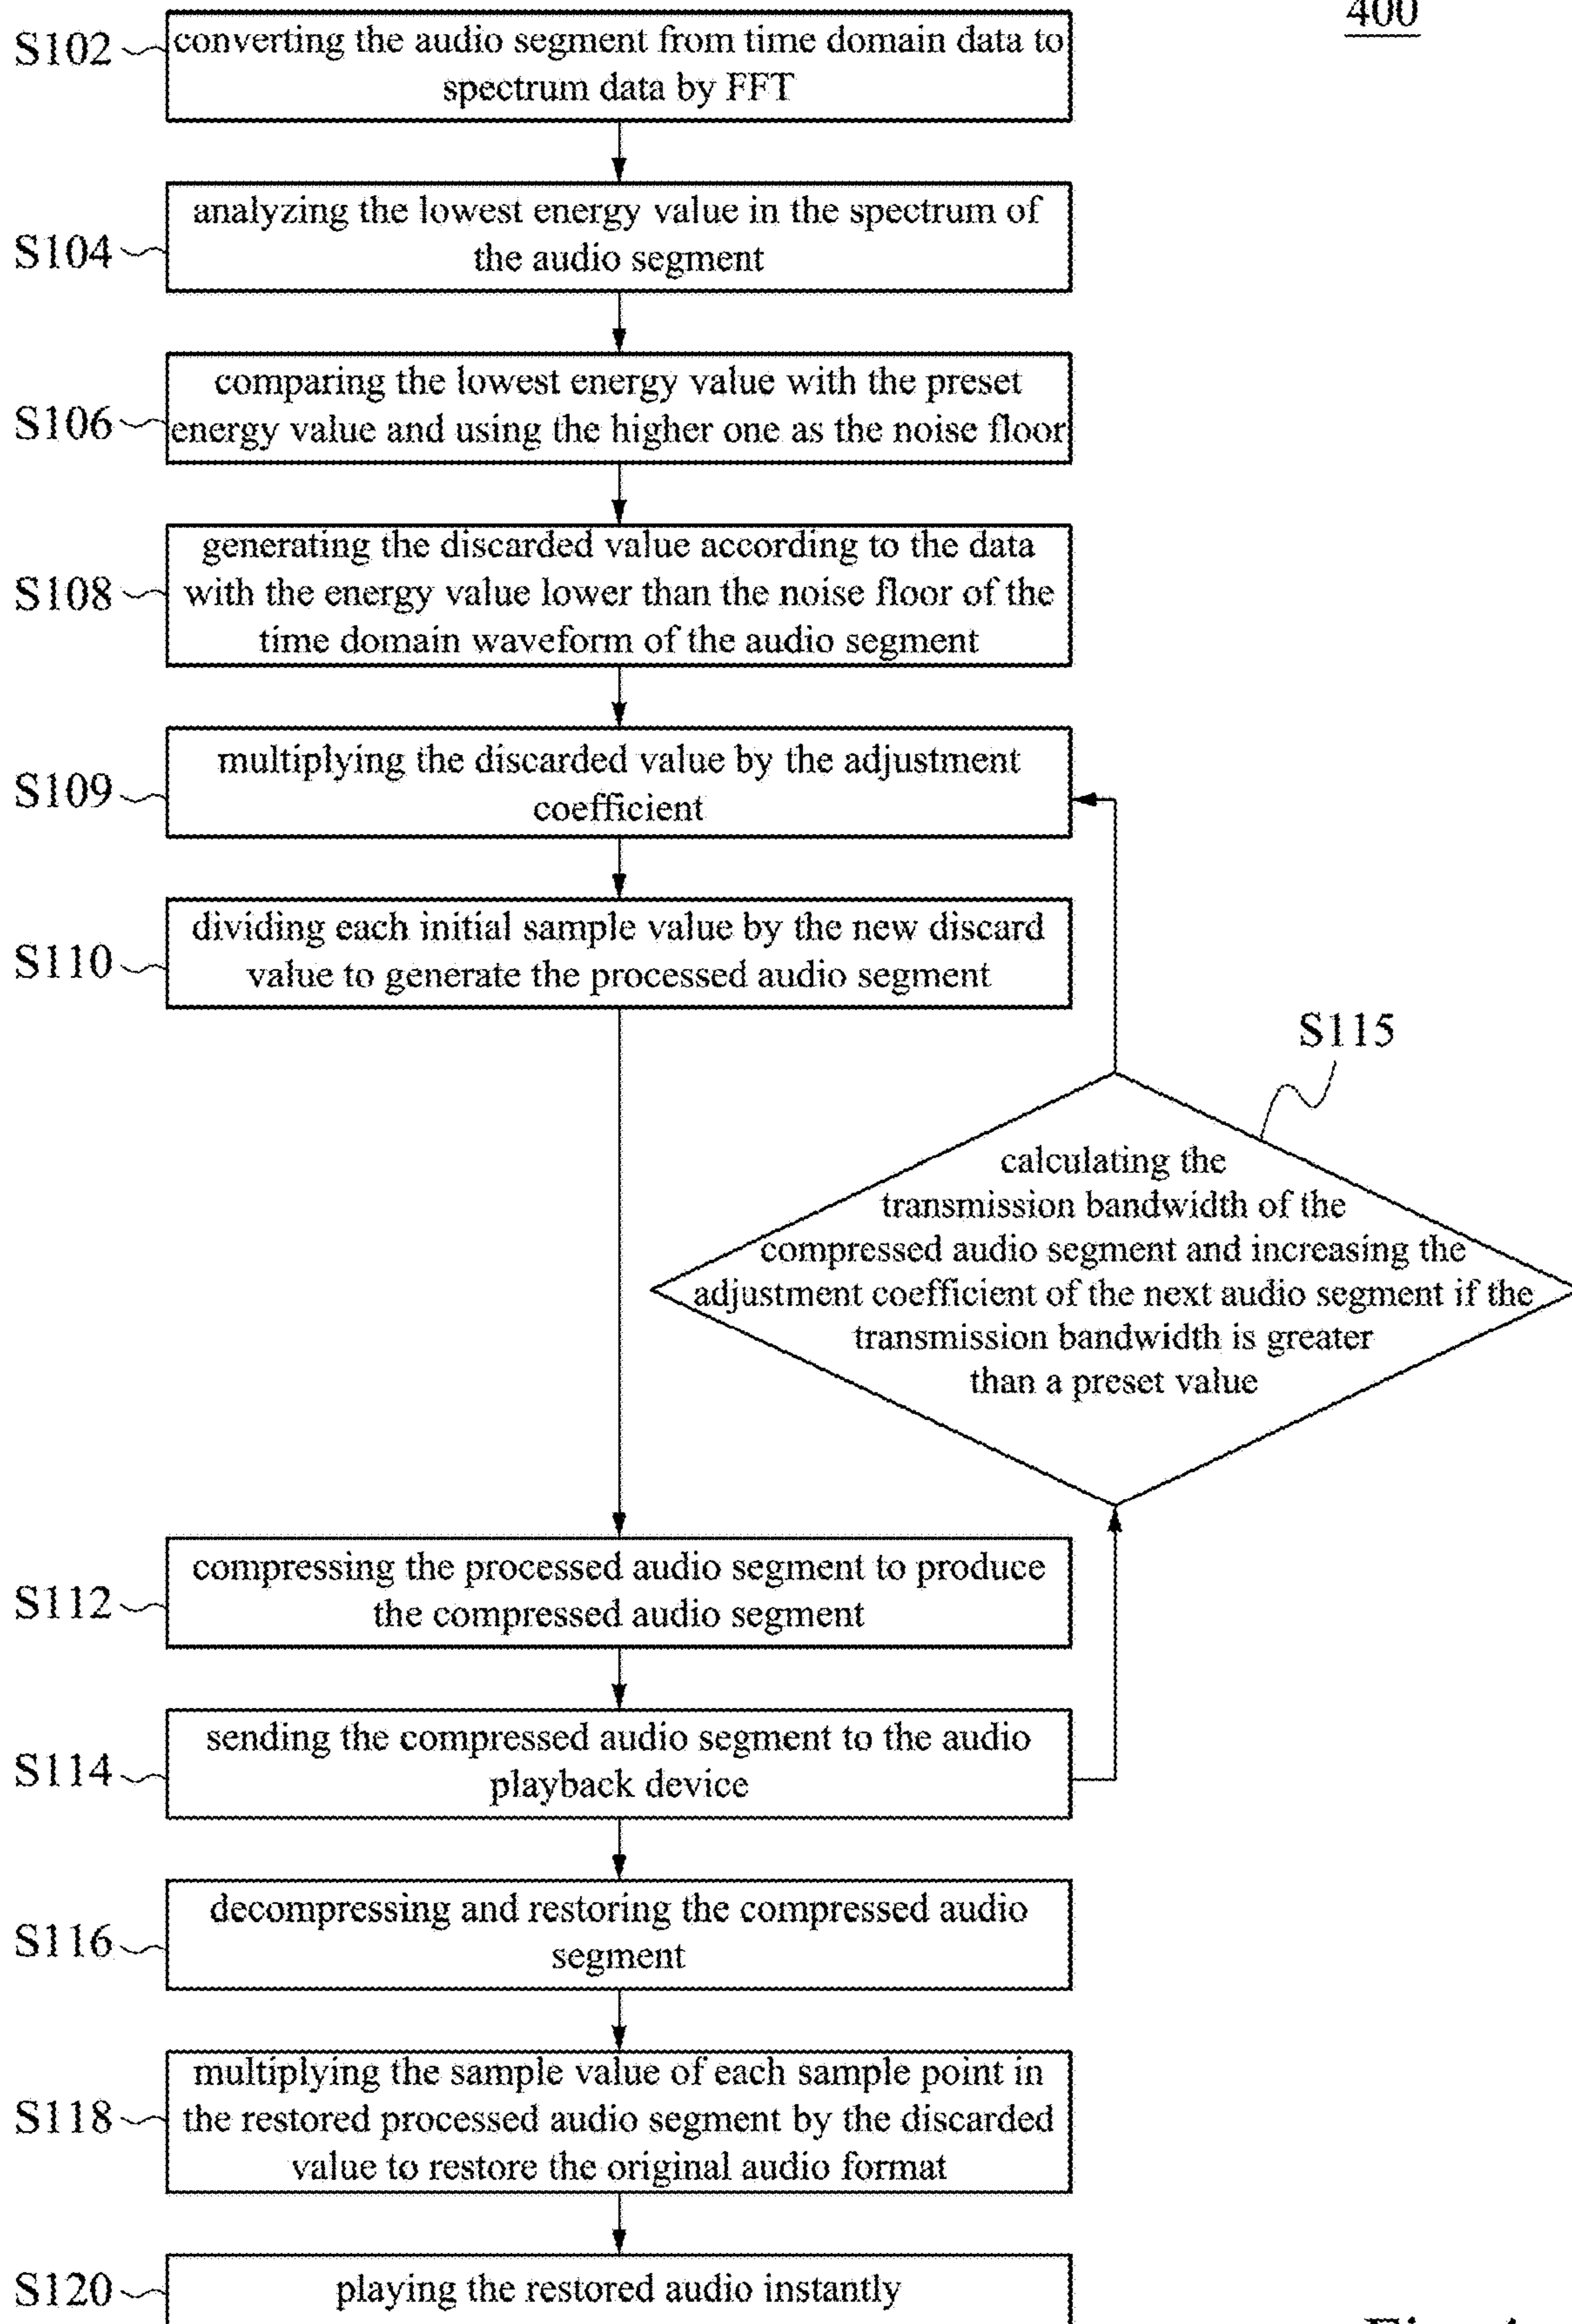 400
S102
converting the audio segment from time domain data to
spectrum data by FFT
S104
analyzing the lowest energy value in the spectrum of
the audio segment
S106
comparing the lowest energy value with the preset
energy value and using the higher one as the noise floor
S108
generating the discarded value according to the data
with the energy value lower than the noise floor of the
time domain waveform of the audio segment
S109
multiplying the discarded value by the adjustment
coefficient
S110
dividing each initial sample value by the new discard
value to generate the processed audio segment
S115
calculating the
transmission bandwidth of the
compressed audio segment and increasing the
adjustment coefficient of the next audio segment if the
transmission bandwidth is greater
than a preset value
S112
compressing the processed audio segment to produce
the compressed audio segment
S114
sending the compressed audio segment to the audio
playback device
S116
decompressing and restoring the compressed audio
segment
S118
multiplying the sample value of each sample point in
the restored processed audio segment by the discarded
value to restore the original audio format
S120
playing the restored audio instantly